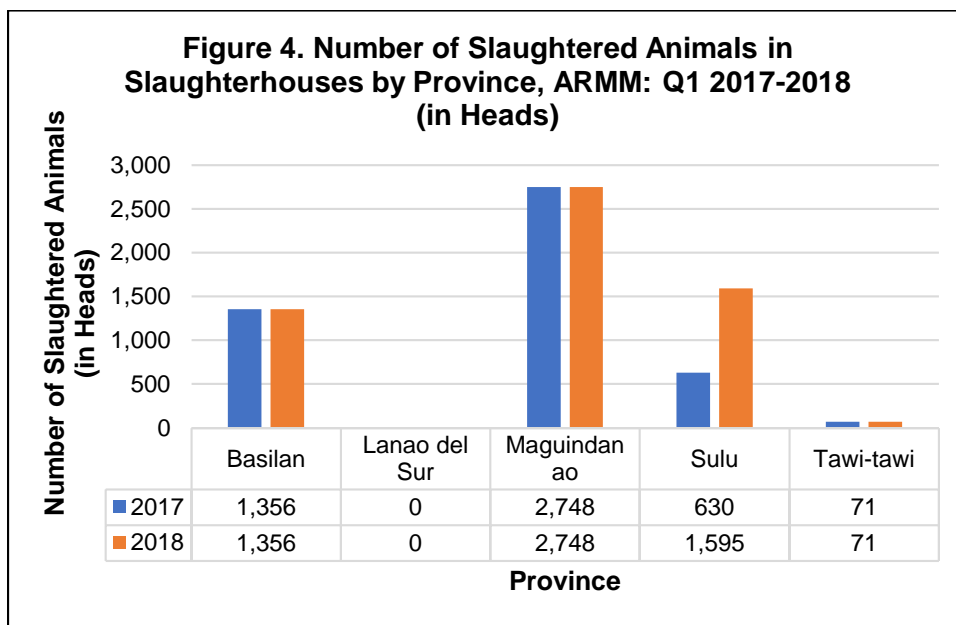 Figure 4. Number of Slaughtered Animals in
Slaughterhouses by Province, ARMM: Q1 2017-2018
(in Heads)
Number of Slaughtered Animals
(in Heads)
3,000
2,500
2,000
1,500
1,000
500
0
Basilan
Lanao del
Sur
Maguindan
ao
Sulu
Tawi-tawi
2017 1,356 0 2,748 630 71
2018 1,356 0 2,748 1,595 71
Province